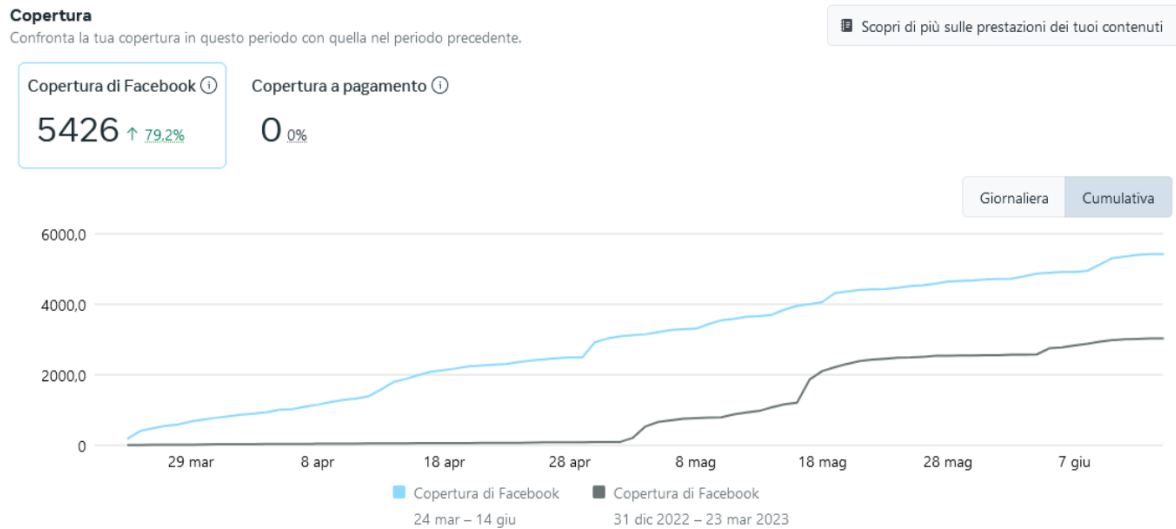 Copertura
Confronta la tua copertura in questo periodo con quella nel periodo precedente.
Scopri di più sulle prestazioni dei tuoi contenuti
Copertura di Facebook
5426 ↑ 79,2%
Copertura a pagamento
0 0%
Giornaliera
Cumulativa
6000,0
4000,0
2000,0
0
29 mar
8 apr
18 apr
28 apr
8 mag
18 mag
28 mag
7 giu
Copertura di Facebook
24 mar – 14 giu
Copertura di Facebook
31 dic 2022 – 23 mar 2023